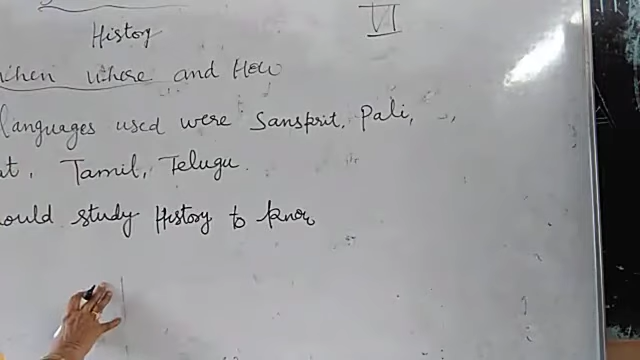 History
VI
when where and How
languages used were Sanskrit, Pali,
Tamil, Telugu.
should study History to know